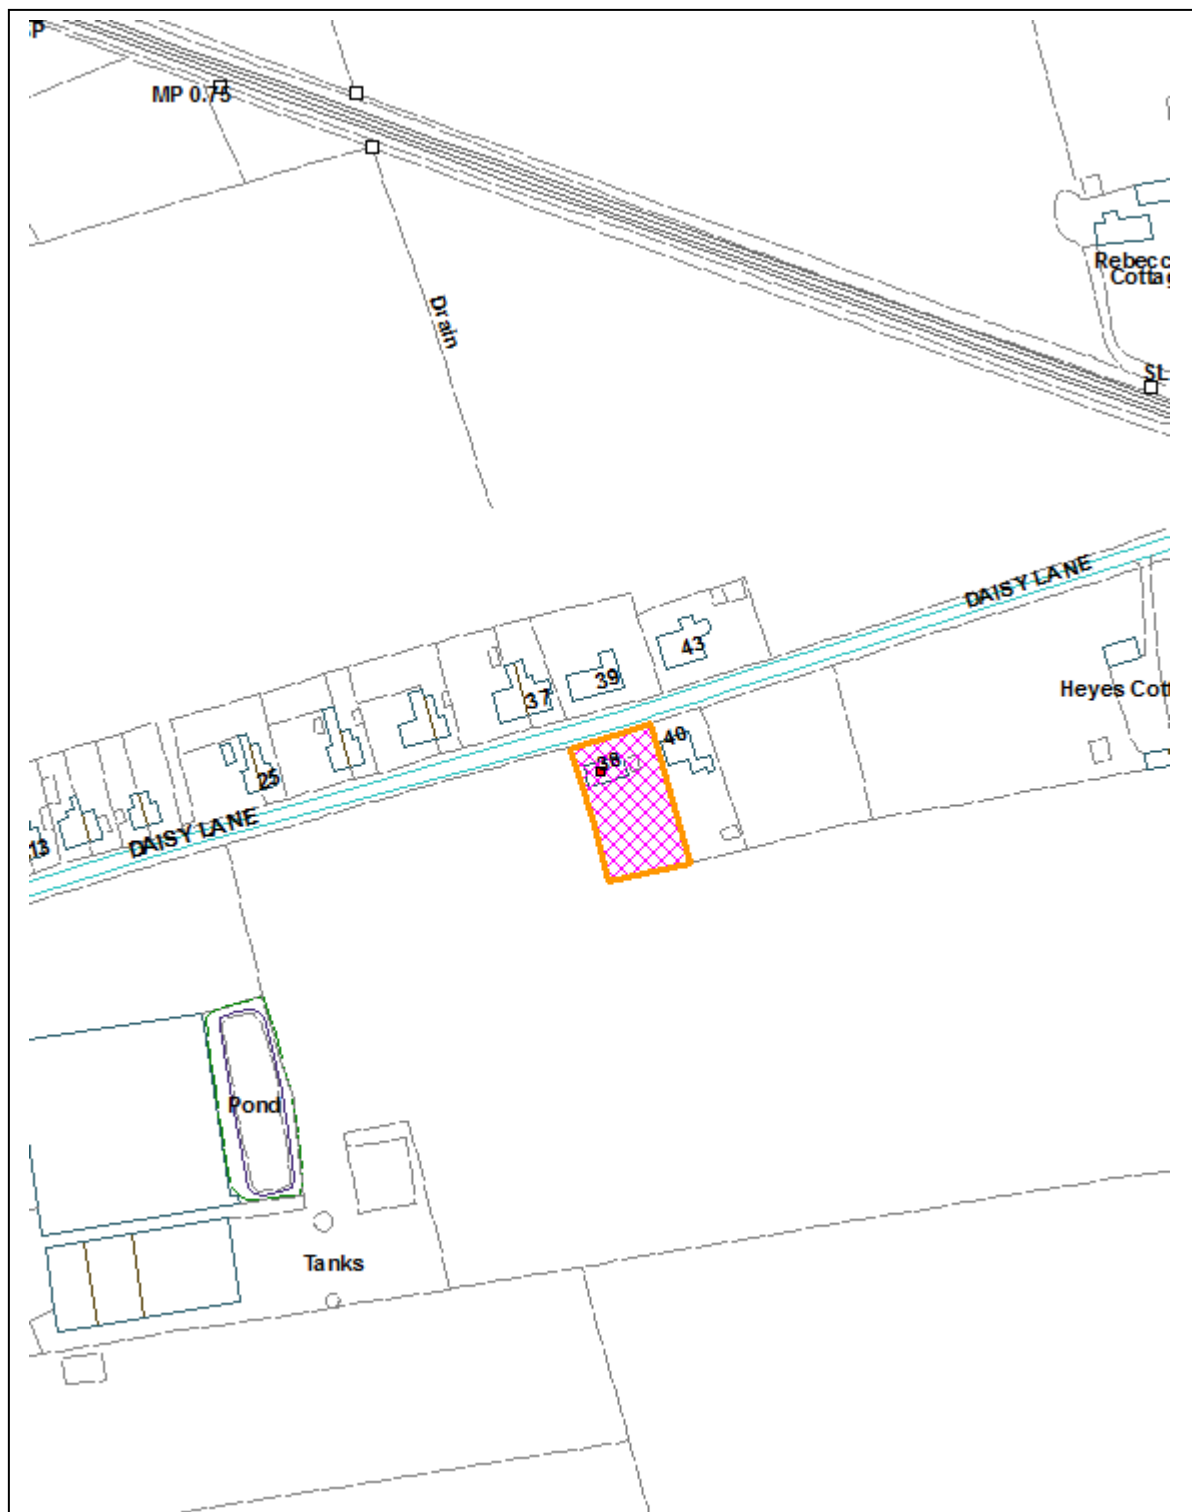 MP 0.75
Drain
Rebecc
Cottag
SL
DAISY LANE
43
39
37
Heyes Cott
40
38
25
DAISY LANE
13
Pond
Tanks